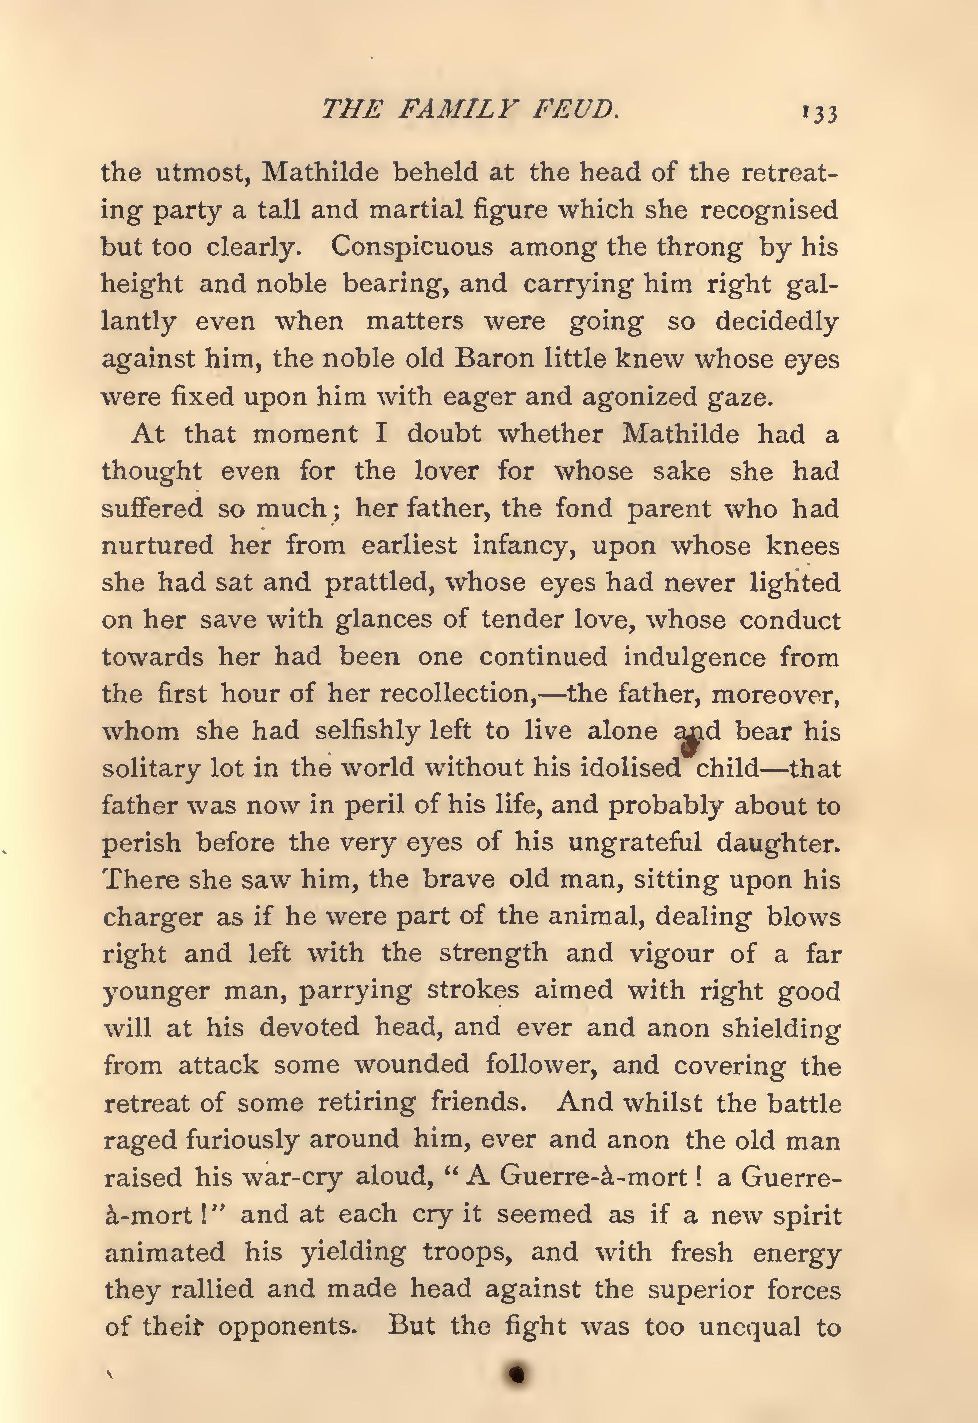 THE FAMILY FEUD. 133
the utmost, Mathilde beheld at the head of the retreat-
ing party a tall and martial figure which she recognised
but too clearly. Conspicuous among the throng by his
height and noble bearing, and carrying him right gal-
lantly even when matters were going so decidedly
against him, the noble old Baron little knew whose eyes
were fixed upon him with eager and agonized gaze.
At that moment I doubt whether Mathilde had a
thought even for the lover for whose sake she had
suffered so much; her father, the fond parent who had
nurtured her from earliest infancy, upon whose knees
she had sat and prattled, whose eyes had never lighted
on her save with glances of tender love, whose conduct
towards her had been one continued indulgence from
the first hour of her recollection,—the father, moreover,
whom she had selfishly left to live alone and bear his
solitary lot in the world without his idolised child—that
father was now in peril of his life, and probably about to
perish before the very eyes of his ungrateful daughter.
There she saw him, the brave old man, sitting upon his
charger as if he were part of the animal, dealing blows
right and left with the strength and vigour of a far
younger man, parrying strokes aimed with right good
will at his devoted head, and ever and anon shielding
from attack some wounded follower, and covering the
retreat of some retiring friends. And whilst the battle
raged furiously around him, ever and anon the old man
raised his war-cry aloud, “ A Guerre-à-mort ! a Guerre-
à-mort !” and at each cry it seemed as if a new spirit
animated his yielding troops, and with fresh energy
they rallied and made head against the superior forces
of their opponents. But the fight was too unequal to